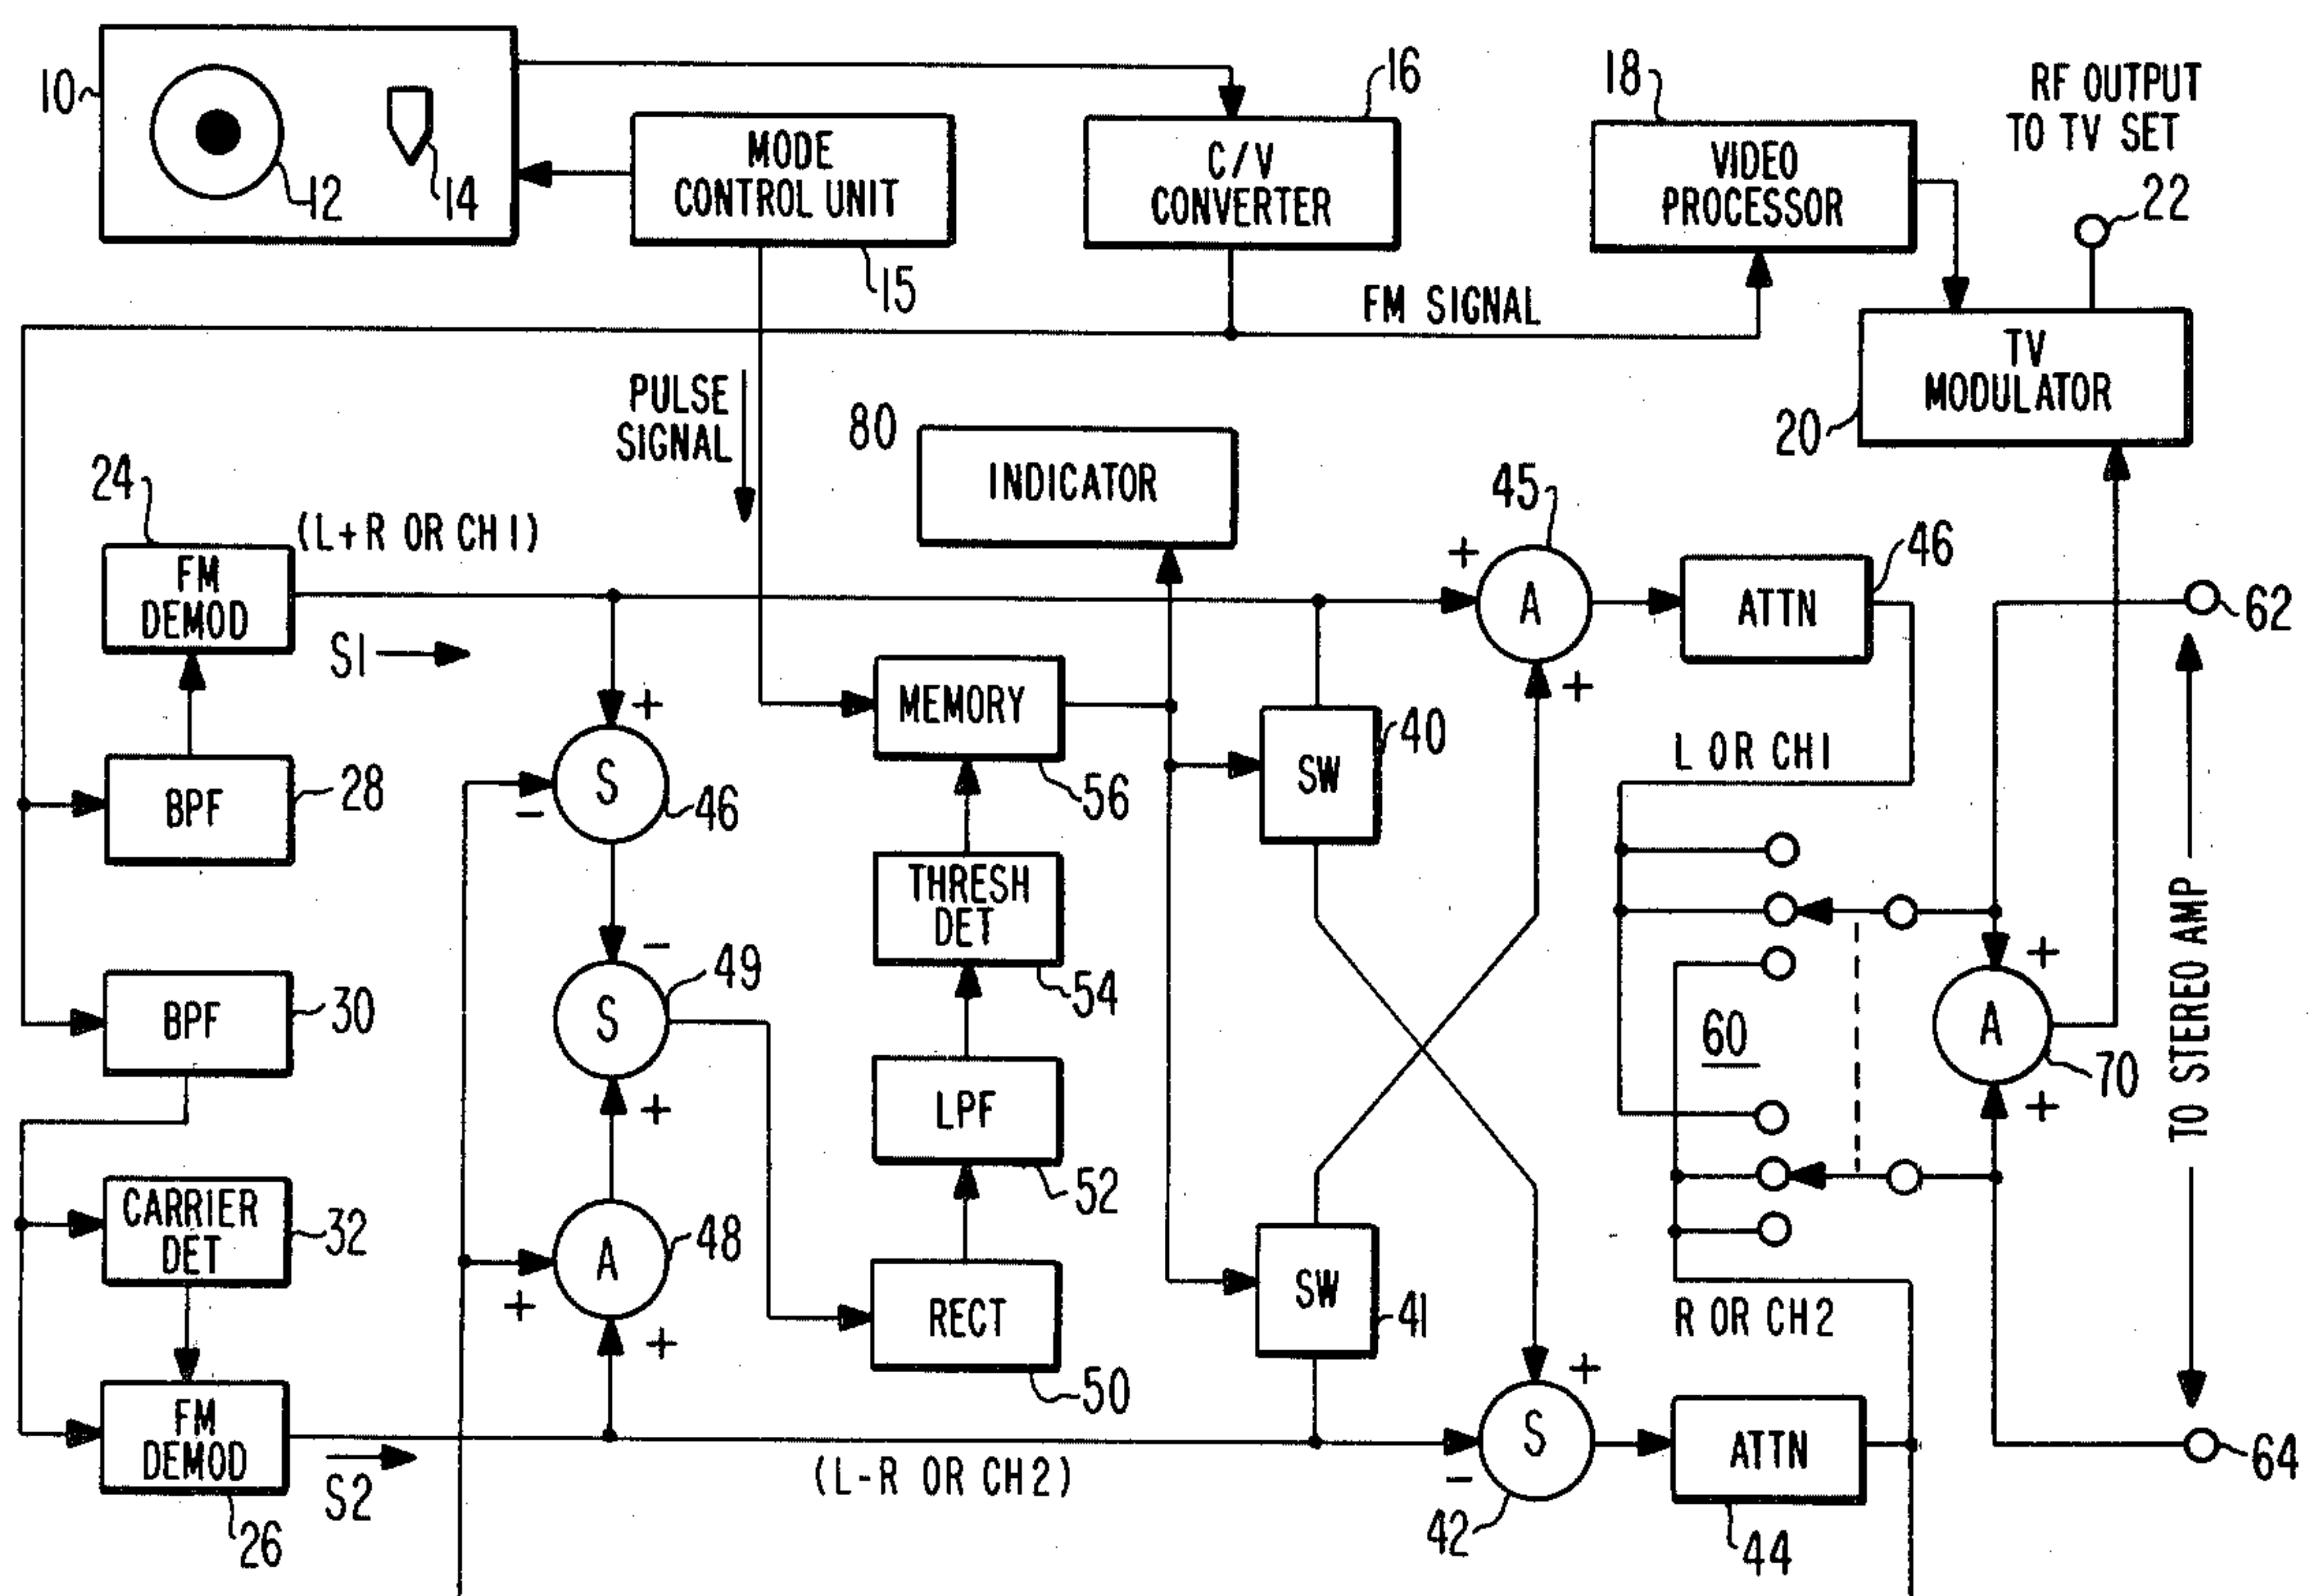 10
12
14
MODE
CONTROL UNIT
15
16
C/V
CONVERTER
18
VIDEO
PROCESSOR
RF OUTPUT
TO TV SET
22
FM SIGNAL
TV
MODULATOR
20
PULSE
SIGNAL
80
INDICATOR
24
(L+R OR CH1)
FM
DEMOD
S1
45
+
A
+
46
ATTN
62
MEMORY
56
+
S
-
46
SW
40
L OR CH1
BPF
28
THRESH
DET
54
-
S
49
+
BPF
30
60
+
A
70
+
TO STEREO AMP
LPF
52
CARRIER
DET
32
A
48
+
+
RECT
50
SW
41
R OR CH2
FM
DEMOD
26
S2
(L-R OR CH2)
+
S
-
42
ATTN
44
64